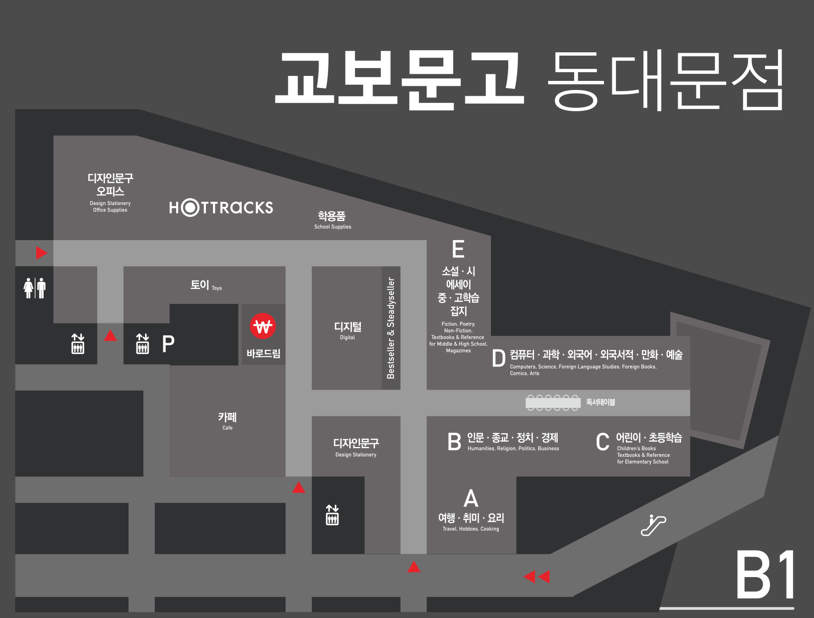 교보문고 동대문점
디자인문구
오피스
Design Stationery
Office Supplies
HOTTRACKS
학용품
School Supplies
E
소설 · 시
에세이
중 · 고학습
잡지
Fiction, Poetry,
Non-Fiction,
Textbooks & Reference
for Middle & High School,
Magazines
토이 Toys
P
₩
바로드림
디지털
Digital
Bestseller & Steadyseller
D 컴퓨터 · 과학 · 외국어 · 외국서적 · 만화 · 예술
Computers, Science, Foreign Language Studies, Foreign Books,
Comics, Arts
독서테이블
카페
Cafe
디자인문구
Design Stationery
B 인문 · 종교 · 정치 · 경제
Humanities, Religion, Politics, Business
C 어린이 · 초등학습
Children's Books
Textbooks & Reference
for Elementary School
A
여행 · 취미 · 요리
Travel, Hobbies, Cooking
B1